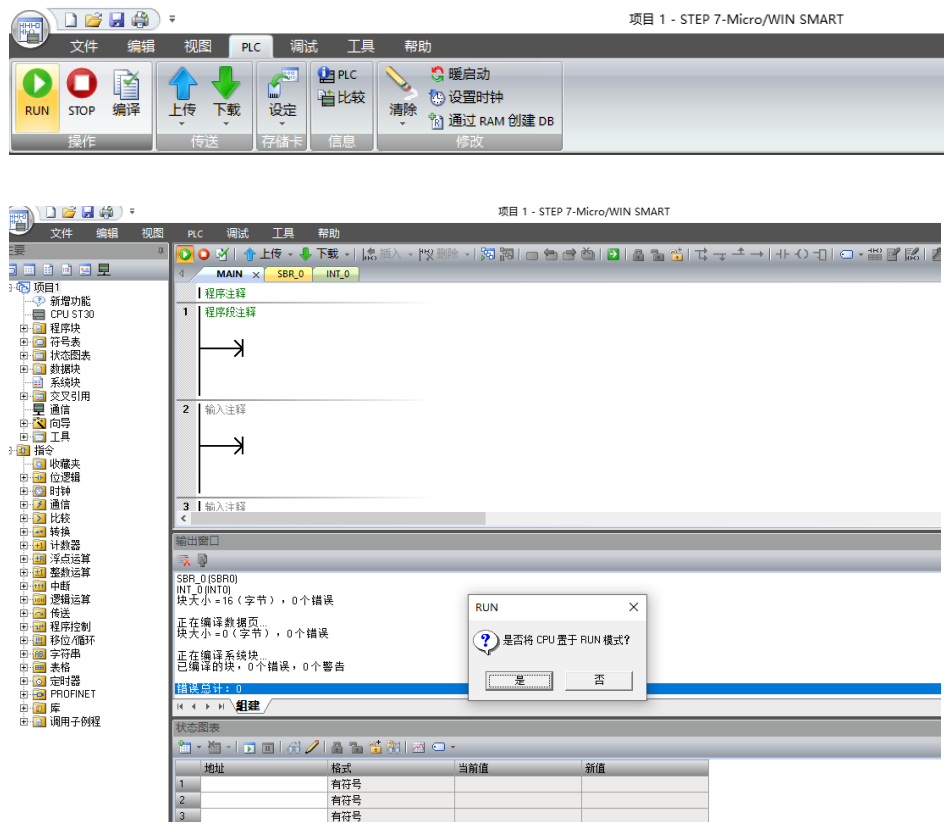 项目 1 - STEP 7-Micro/WIN SMART
文件 编辑 视图 PLC 调试 工具 帮助
RUN STOP 编译 上传 下载 设定 PLC 比较 清除 暖启动 设置时钟 通过 RAM 创建 DB
操作 传送 存储卡 信息 修改
项目 1 - STEP 7-Micro/WIN SMART
文件 编辑 视图 PLC 调试 工具 帮助
主要
上传 下载 插入 删除
MAIN SBR_0 INT_0
项目1
新增功能
CPU ST30
程序块
符号表
状态图表
数据块
系统块
交叉引用
通信
向导
工具
指令
收藏夹
位逻辑
时钟
通信
比较
转换
计数器
浮点运算
整数运算
中断
逻辑运算
传送
程序控制
移位/循环
字符串
表格
定时器
PROFINET
库
调用子例程
程序注释
1 程序段注释
2 输入注释
3 输入注释
输出窗口
SBR_0 (SBR0)
INT_0 (INT0)
块大小 =16 (字节) , 0个错误
正在编译数据页...
块大小 =0 (字节) , 0个错误
正在编译系统块...
已编译的块, 0个错误, 0个警告
错误总计: 0
组建
RUN
是否将 CPU 置于 RUN 模式?
是 否
状态图表
地址 格式 当前值 新值
1 有符号
2 有符号
3 有符号